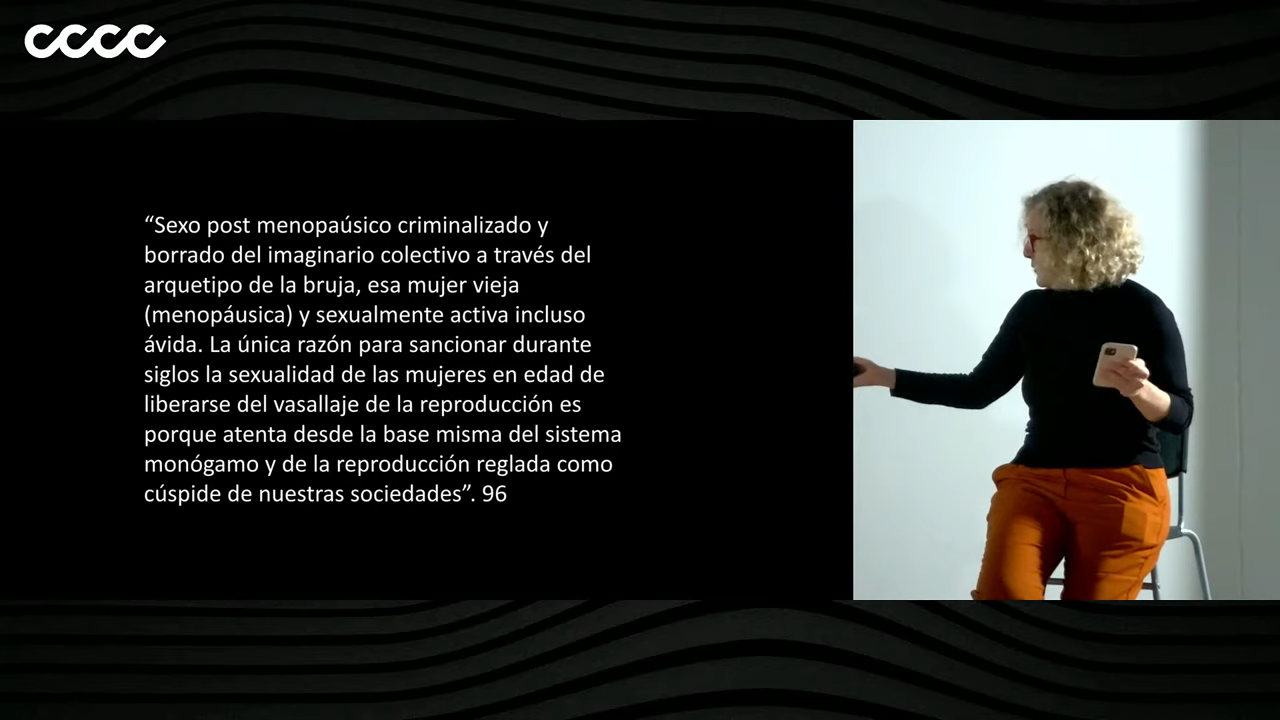 cccc
“Sexo post menopaúsico criminalizado y
borrado del imaginario colectivo a través del
arquetipo de la bruja, esa mujer vieja
(menopáusica) y sexualmente activa incluso
ávida. La única razón para sancionar durante
siglos la sexualidad de las mujeres en edad de
liberarse del vasallaje de la reproducción es
porque atenta desde la base misma del sistema
monógamo y de la reproducción reglada como
cúspide de nuestras sociedades”. 96